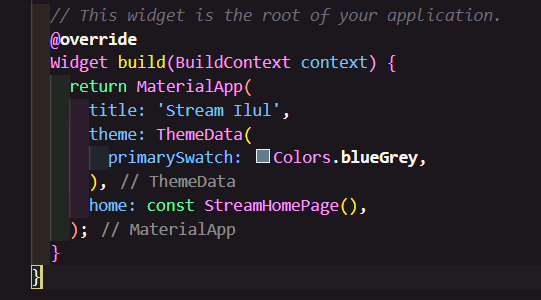 // This widget is the root of your application.
@override
Widget build(BuildContext context) {
return MaterialApp(
title: 'Stream Ilul',
theme: ThemeData(
primarySwatch: Colors.blueGrey,
), // ThemeData
home: const StreamHomePage(),
); // MaterialApp
}
}